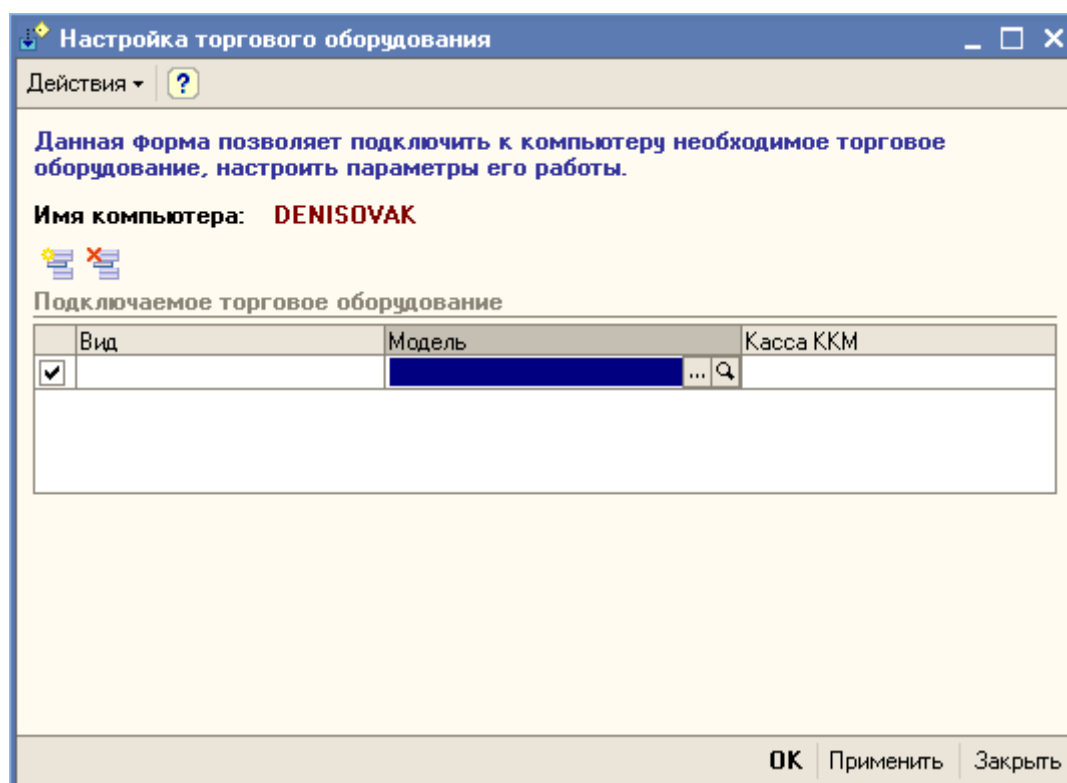 Настройка торгового оборудования
Действия ?
Данная форма позволяет подключить к компьютеру необходимое торговое
оборудование, настроить параметры его работы.
Имя компьютера: DENISOVAK
Подключаемое торговое оборудование
Вид Модель Касса ККМ
...
OK Применить Закрыть